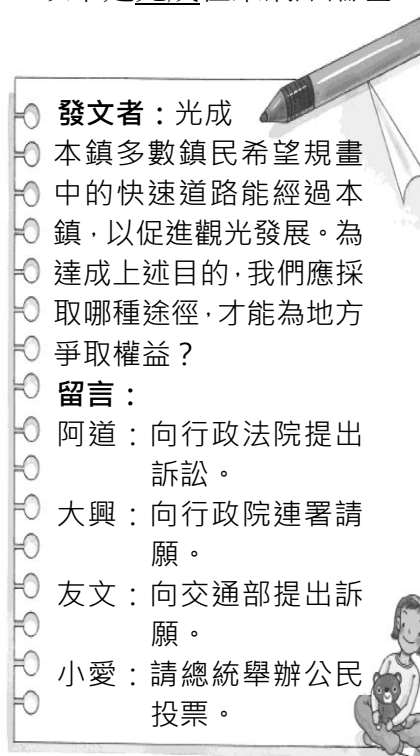 發文者：光成
本鎮多數鎮民希望規畫
中的快速道路能經過本
鎮，以促進觀光發展。為
達成上述目的，我們應採
取哪種途徑，才能為地方
爭取權益？
留言：
阿道：向行政法院提出
訴訟。
大興：向行政院連署請
願。
友文：向交通部提出訴
願。
小愛：請總統舉辦公民
投票。